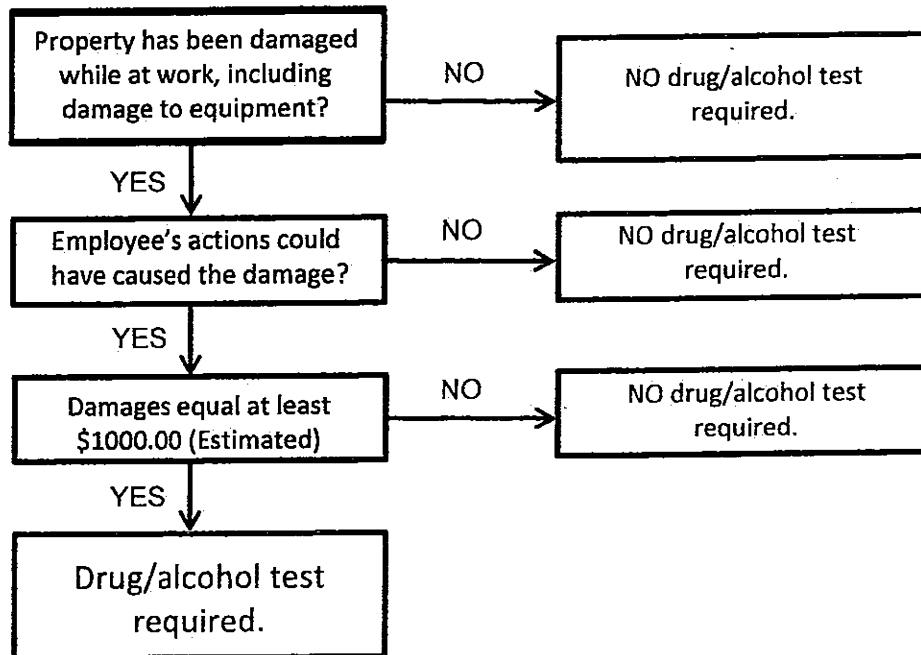 Property has been damaged
while at work, including
damage to equipment?
NO
NO drug/alcohol test
required.
YES
Employee's actions could
have caused the damage?
NO
NO drug/alcohol test
required.
YES
Damages equal at least
$1000.00 (Estimated)
NO
NO drug/alcohol test
required.
YES
Drug/alcohol test
required.